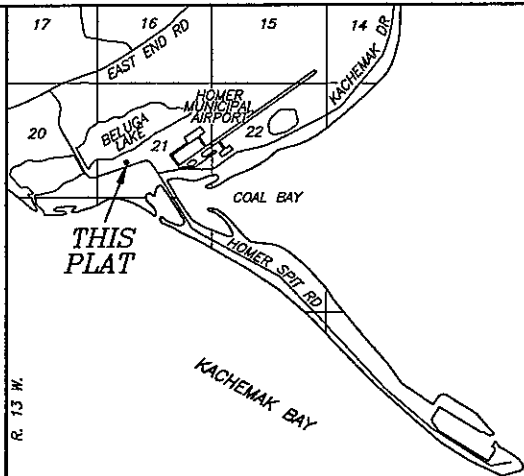 17
16
15
14
EAST END RD
KACHEMAK DR
HOMER
MUNICIPAL
AIRPORT
20
BELUGA
LAKE
21
22
COAL BAY
THIS
PLAT
HOMER SPIT RD
KACHEMAK BAY
R. 13 W.